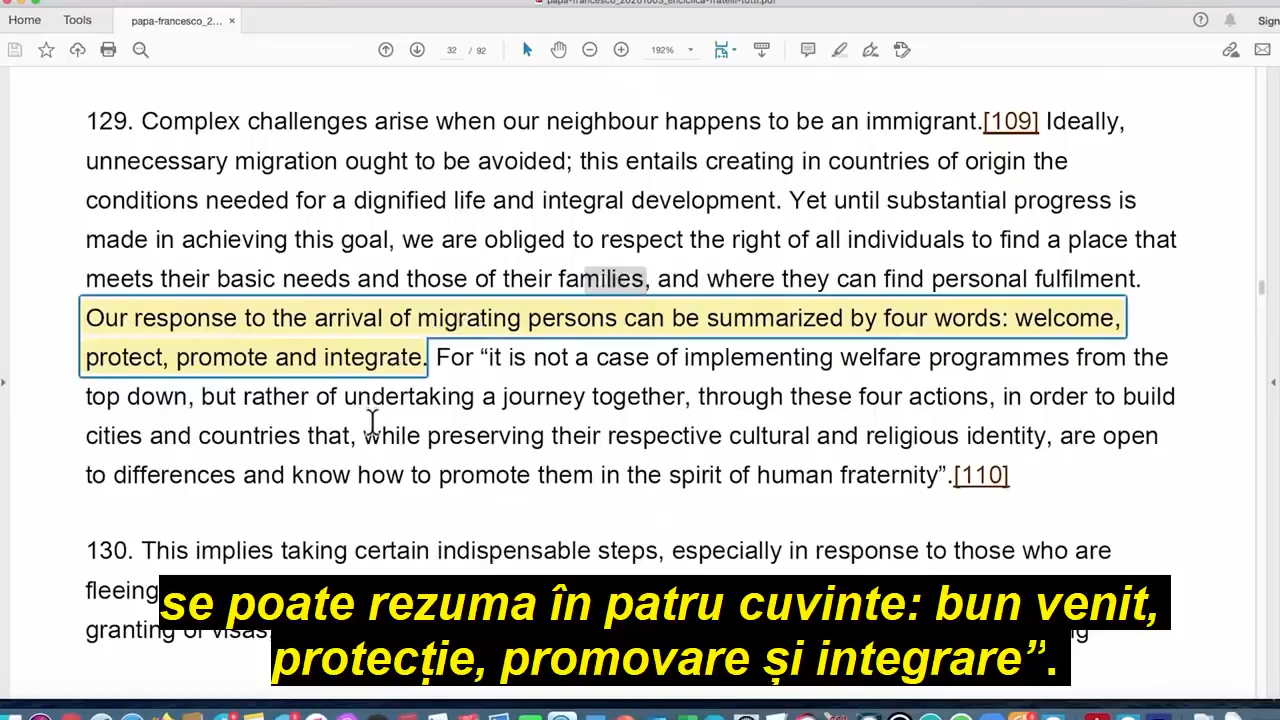 papa-francesco_20201003_enciclica-fratelli-tutti.pdf
Home Tools papa-francesco_2... × Sign
32 / 92 192%
129. Complex challenges arise when our neighbour happens to be an immigrant.[109] Ideally,
unnecessary migration ought to be avoided; this entails creating in countries of origin the
conditions needed for a dignified life and integral development. Yet until substantial progress is
made in achieving this goal, we are obliged to respect the right of all individuals to find a place that
meets their basic needs and those of their families, and where they can find personal fulfilment.
Our response to the arrival of migrating persons can be summarized by four words: welcome,
protect, promote and integrate. For “it is not a case of implementing welfare programmes from the
top down, but rather of undertaking a journey together, through these four actions, in order to build
cities and countries that, while preserving their respective cultural and religious identity, are open
to differences and know how to promote them in the spirit of human fraternity”.[110]
130. This implies taking certain indispensable steps, especially in response to those who are
fleeing
granting of visas,
se poate rezuma în patru cuvinte: bun venit,
protecție, promovare și integrare”.